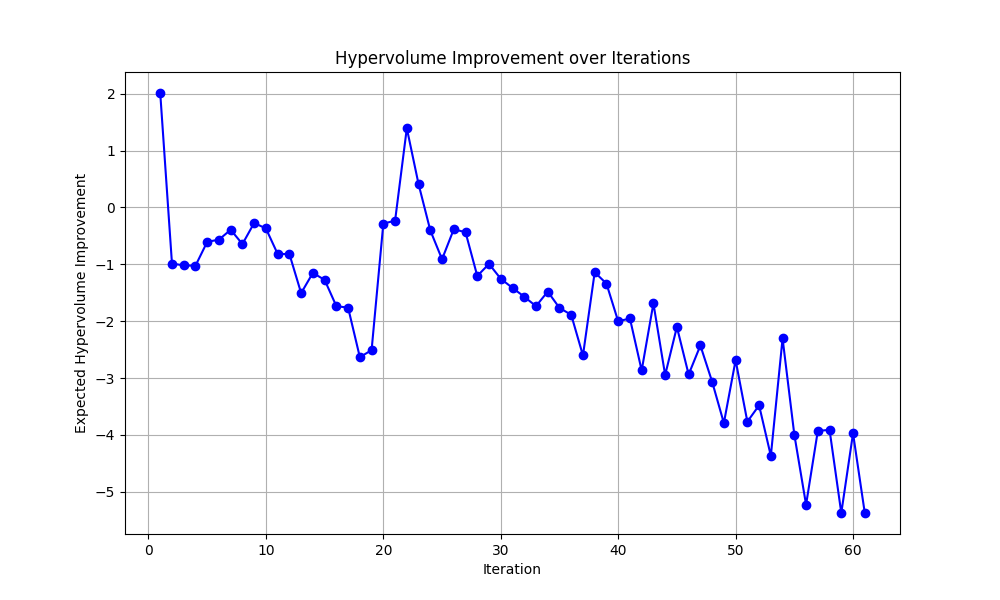 Hypervolume Improvement over Iterations
Expected Hypervolume Improvement
2
1
0
−1
−2
−3
−4
−5
0 10 20 30 40 50 60
Iteration